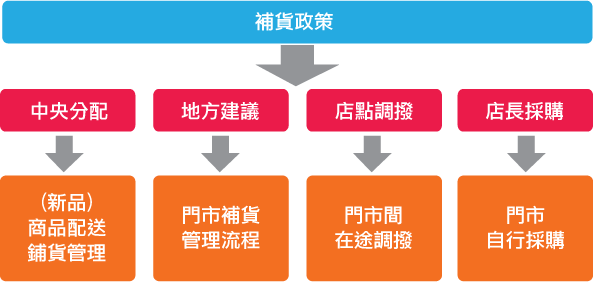 補貨政策
中央分配
地方建議
店點調撥
店長採購
(新品)
商品配送
鋪貨管理
門市補貨
管理流程
門市間
在途調撥
門市
自行採購